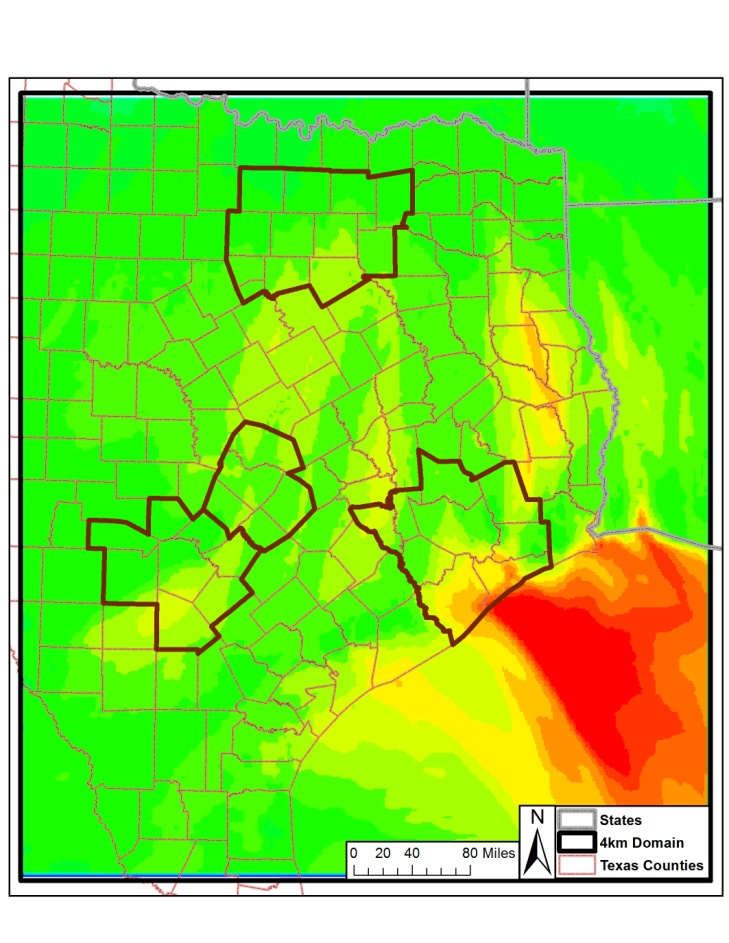 N
States
4km Domain
Texas Counties
0 20 40 80 Miles